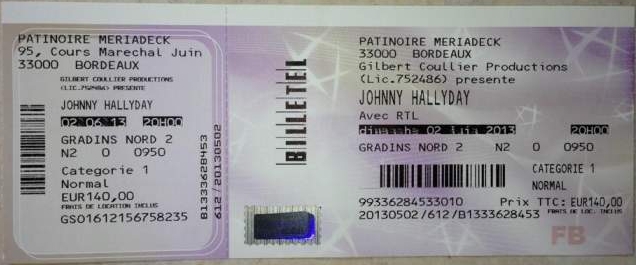 PATINOIRE MERIADECK
95, Cours Marechal Juin
33000 BORDEAUX
GILBERT COULLIER PRODUCTIONS
(LIC.752486) PRESENTE
JOHNNY HALLYDAY
02 06 13 20H00
GRADINS NORD 2
N2 0 0950
Categorie 1
Normal
EUR140,00
FRAIS DE LOCATION INCLUS
GS01612156758235
B1333628453
612/20130502
BILLETEL
PATINOIRE MERIADECK
33000 BORDEAUX
Gilbert Coullier Productions
(Lic.752486) presente
JOHNNY HALLYDAY
Avec RTL
dimanche 02 juin 2013 20H00
GRADINS NORD 2 N2 0 0950
CATEGORIE 1
NORMAL
99336284533010 Prix TTC: EUR140,00
20130502/612/B1333628453 FRAIS DE LOC. INCLUS
FB